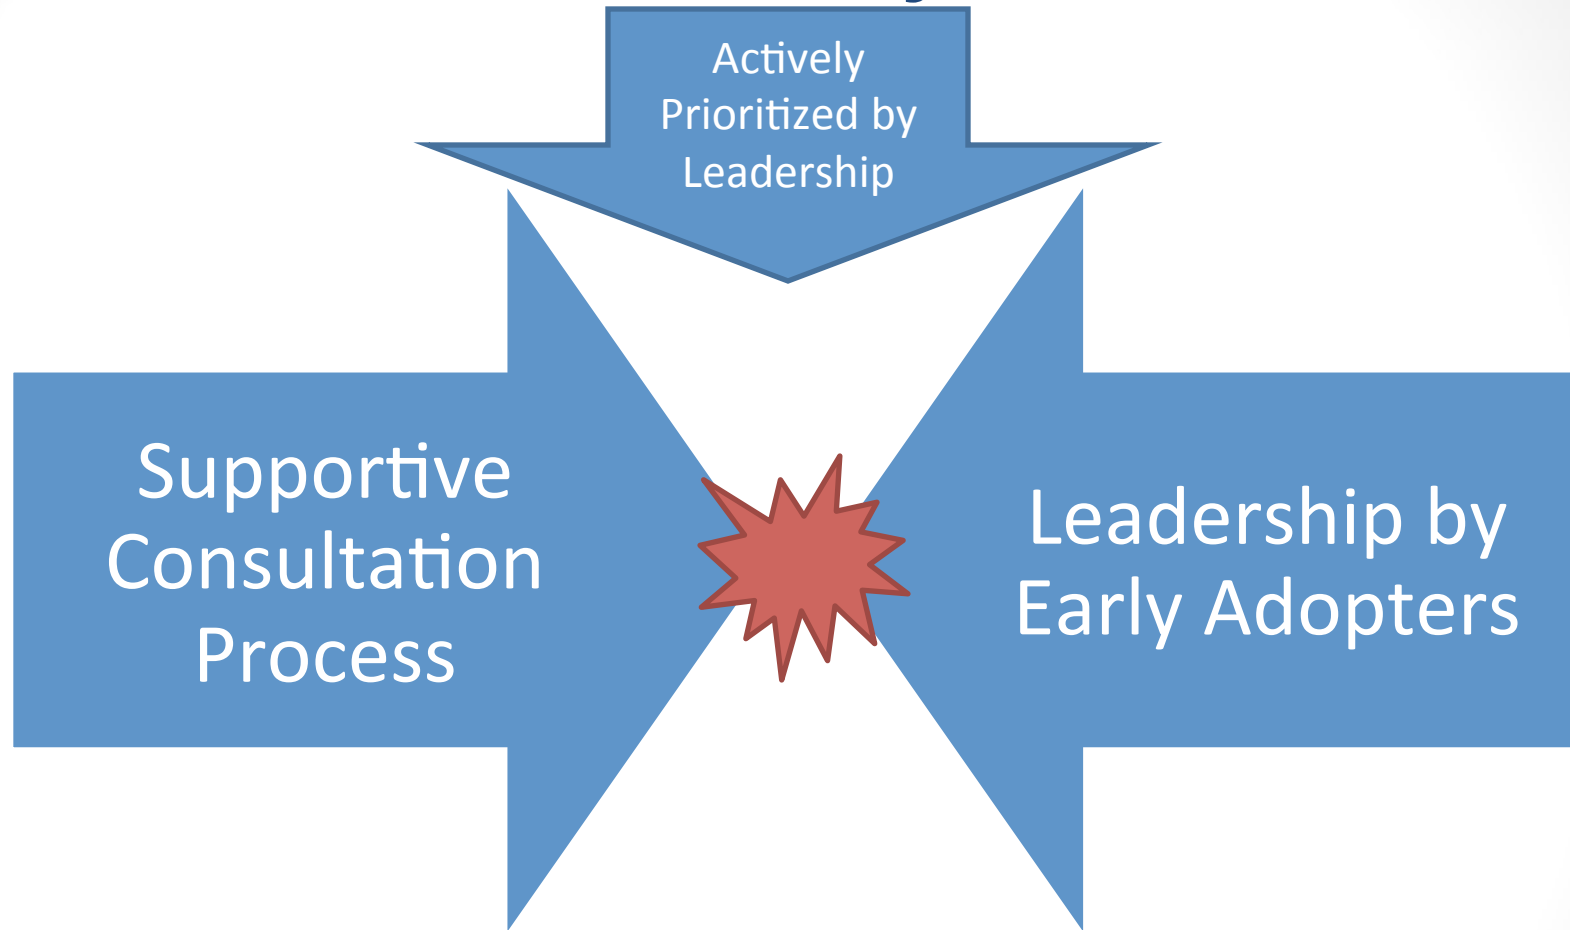 Actively
Prioritized by
Leadership
Supportive
Consultation
Process
Leadership by
Early Adopters